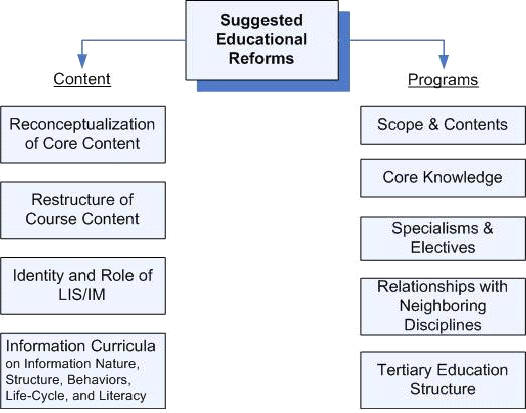 Suggested
Educational
Reforms
Content
Reconceptualization
of Core Content
Restructure of
Course Content
Identity and Role of
LIS/IM
Information Curricula
on Information Nature,
Structure, Behaviors,
Life-Cycle, and Literacy
Programs
Scope & Contents
Core Knowledge
Specialisms &
Electives
Relationships with
Neighboring
Disciplines
Tertiary Education
Structure